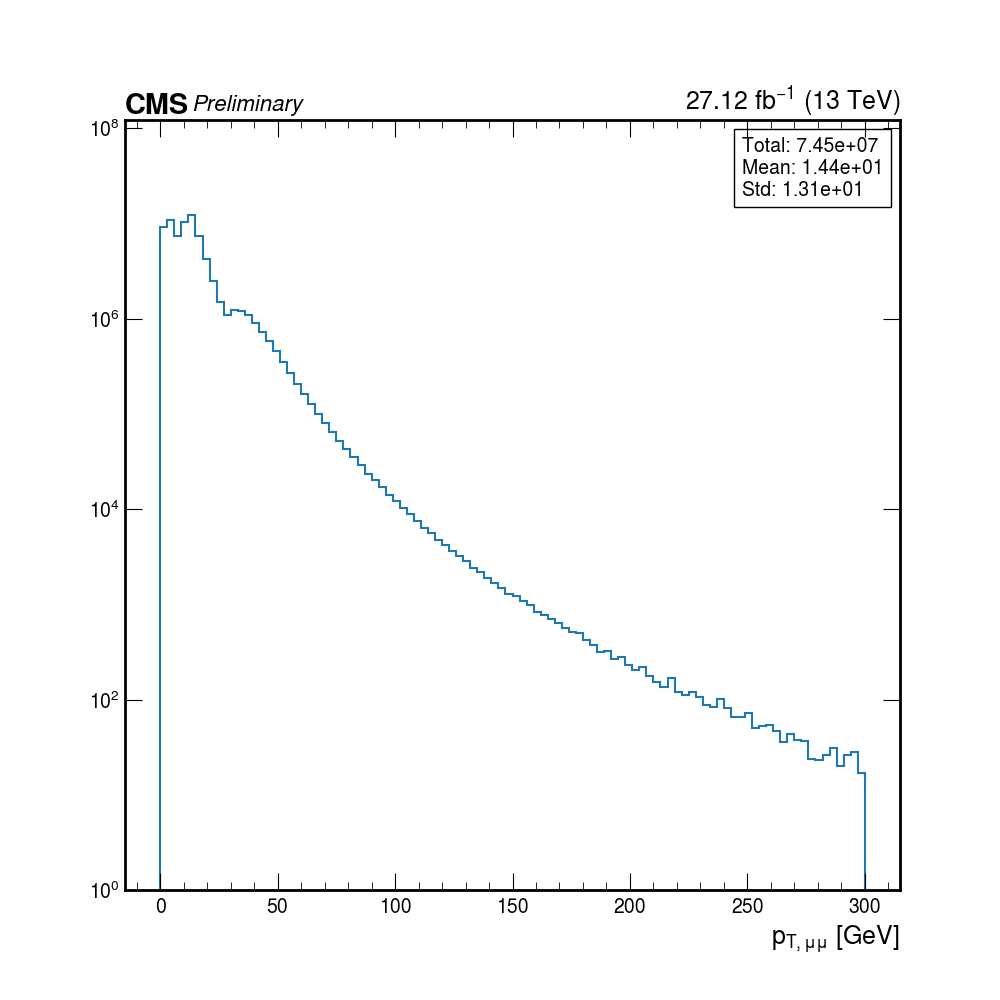 CMS Preliminary 27.12 fb⁻¹ (13 TeV)
Total: 7.45e+07
Mean: 1.44e+01
Std: 1.31e+01
10⁸
10⁶
10⁴
10²
10⁰
0 50 100 150 200 250 300
p_T, μμ [GeV]